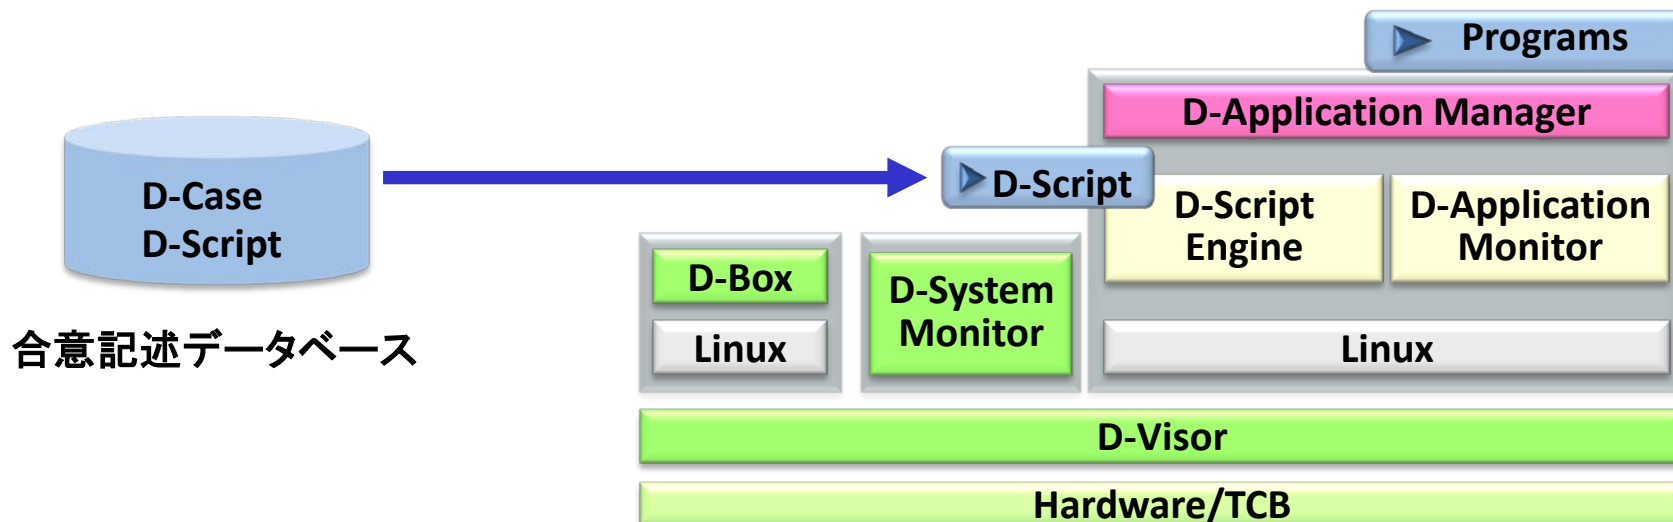 Programs
D-Application Manager
D-Case
D-Script
合意記述データベース
D-Script
D-Script
Engine
D-Application
Monitor
D-Box
Linux
D-System
Monitor
Linux
D-Visor
Hardware/TCB